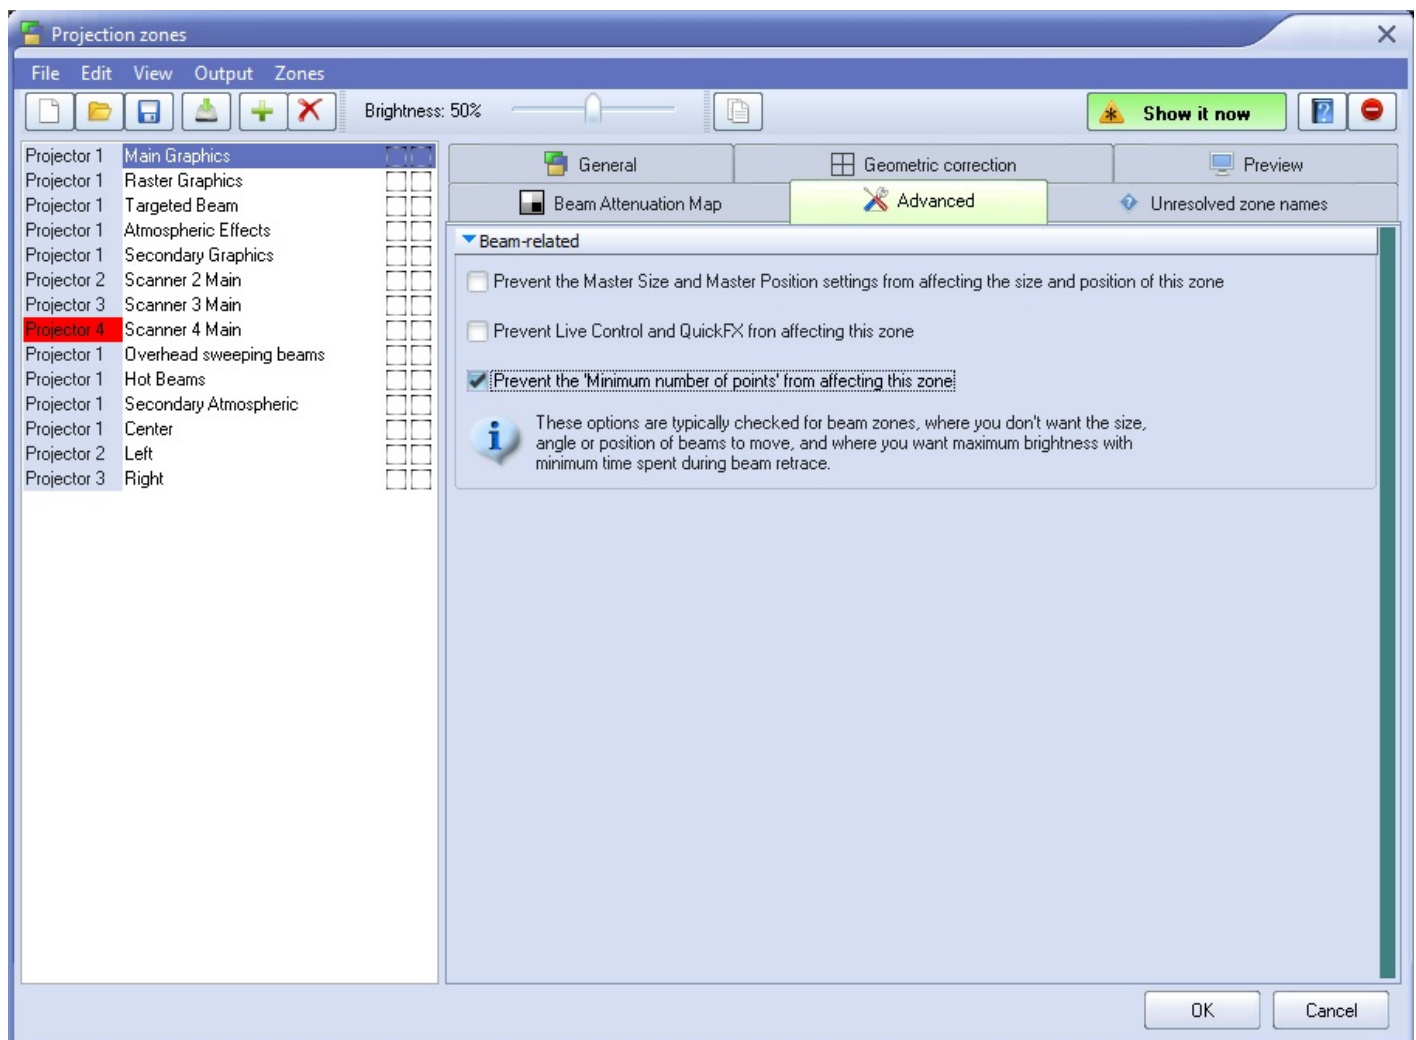 Projection zones
File Edit View Output Zones
Brightness: 50%
Show it now
Projector 1 Main Graphics
Projector 1 Raster Graphics
Projector 1 Targeted Beam
Projector 1 Atmospheric Effects
Projector 1 Secondary Graphics
Projector 2 Scanner 2 Main
Projector 3 Scanner 3 Main
Projector 4 Scanner 4 Main
Projector 1 Overhead sweeping beams
Projector 1 Hot Beams
Projector 1 Secondary Atmospheric
Projector 1 Center
Projector 2 Left
Projector 3 Right
General Geometric correction Preview
Beam Attenuation Map Advanced Unresolved zone names
Beam-related
Prevent the Master Size and Master Position settings from affecting the size and position of this zone
Prevent Live Control and QuickFX fron affecting this zone
Prevent the 'Minimum number of points' from affecting this zone
These options are typically checked for beam zones, where you don't want the size,
angle or position of beams to move, and where you want maximum brightness with
minimum time spent during beam retrace.
OK Cancel